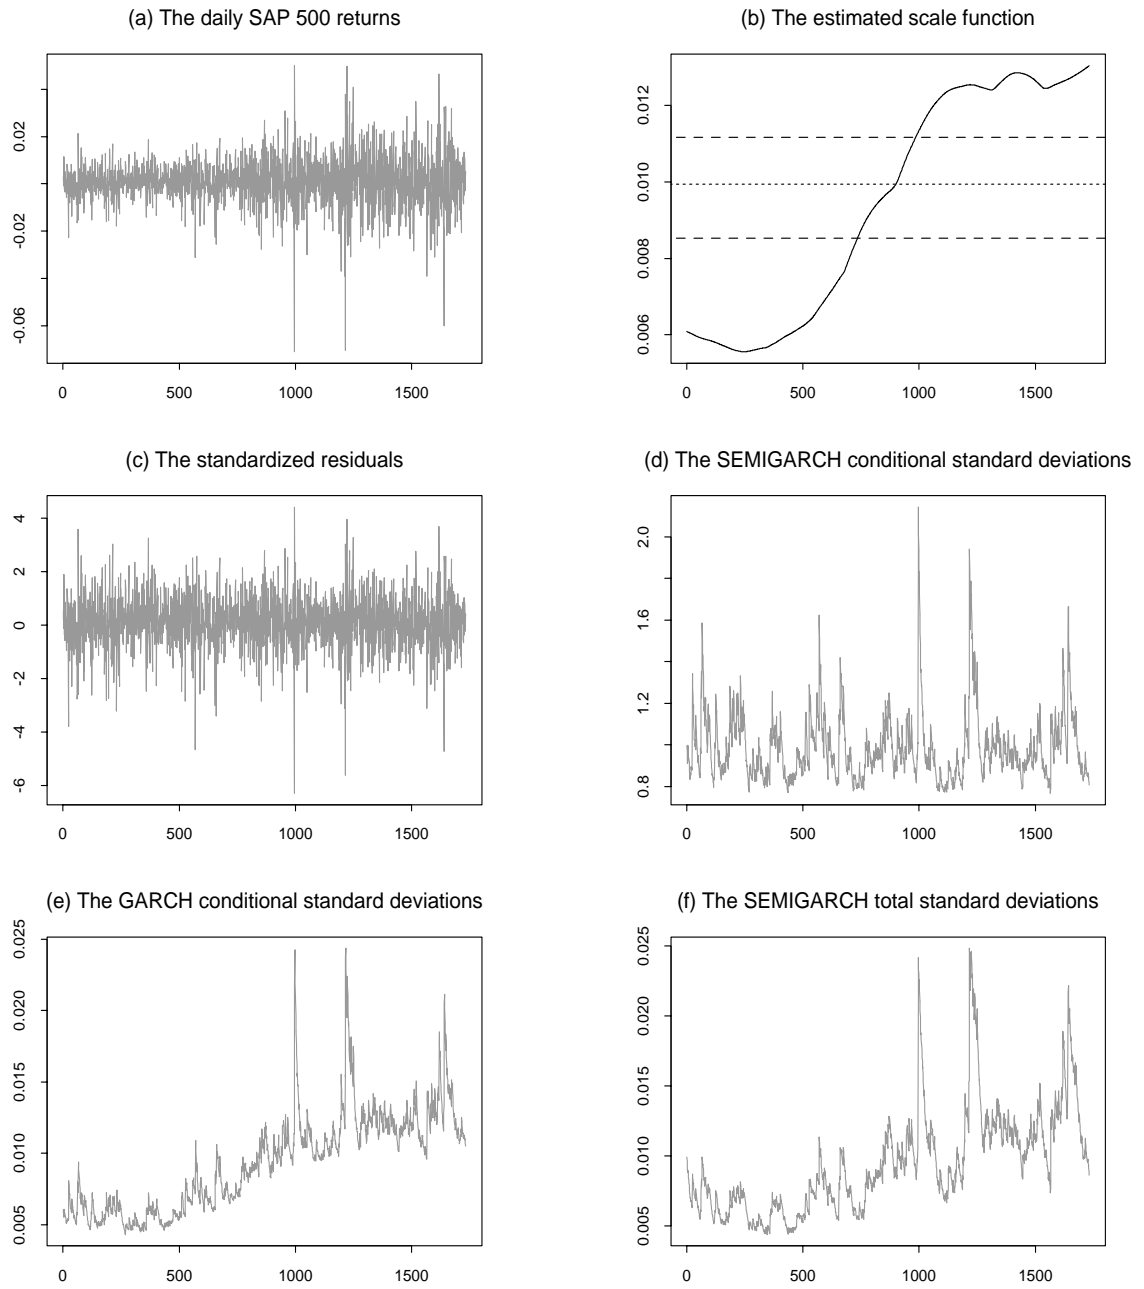 (a) The daily SAP 500 returns
(b) The estimated scale function
0.02
-0.02
-0.06
0 500 1000 1500
0.012
0.010
0.008
0.006
0 500 1000 1500
(c) The standardized residuals
(d) The SEMIGARCH conditional standard deviations
4
2
0
-2
-4
-6
0 500 1000 1500
2.0
1.6
1.2
0.8
0 500 1000 1500
(e) The GARCH conditional standard deviations
(f) The SEMIGARCH total standard deviations
0.025
0.020
0.015
0.010
0.005
0 500 1000 1500
0.025
0.020
0.015
0.010
0.005
0 500 1000 1500